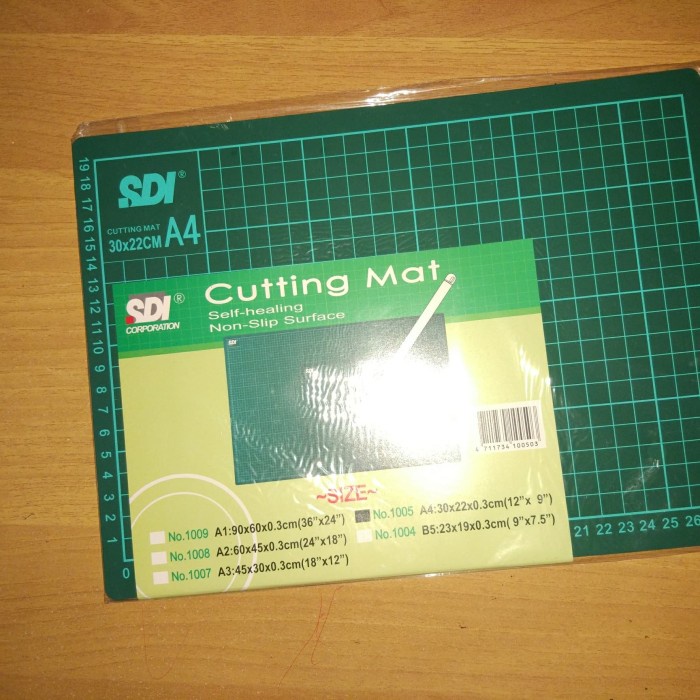 SDI®
CUTTING MAT
30x22CM A4
19
18
17
16
15
14
13
12
11
10
9
8
7
6
5
4
3
2
1
0
SDI®
CORPORATION
Cutting Mat
Self-healing
Non-Slip Surface
SDI
4 711734 100503
~SIZE~
No.1009 A1:90x60x0.3cm(36"x24")
No.1008 A2:60x45x0.3cm(24"x18")
No.1007 A3:45x30x0.3cm(18"x12")
No.1005 A4:30x22x0.3cm(12"x 9")
No.1004 B5:23x19x0.3cm( 9"x7.5")
21 22 23 24 25 26